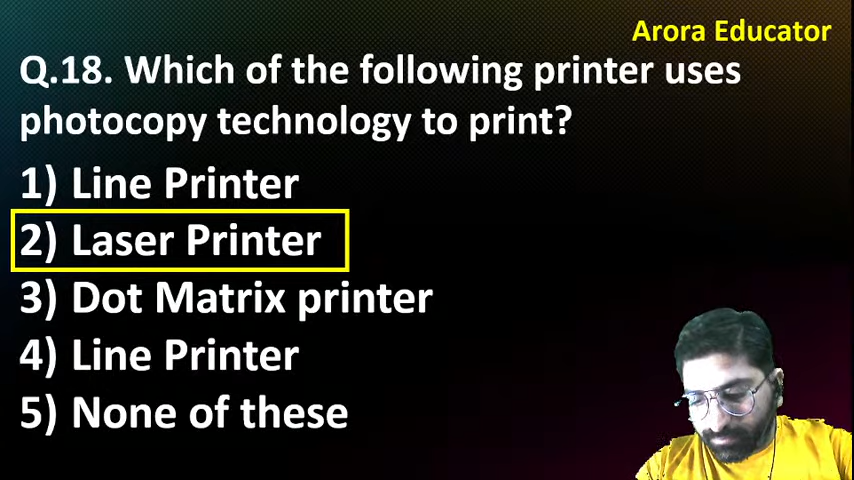 Arora Educator
Q.18. Which of the following printer uses
photocopy technology to print?
1) Line Printer
2) Laser Printer
3) Dot Matrix printer
4) Line Printer
5) None of these